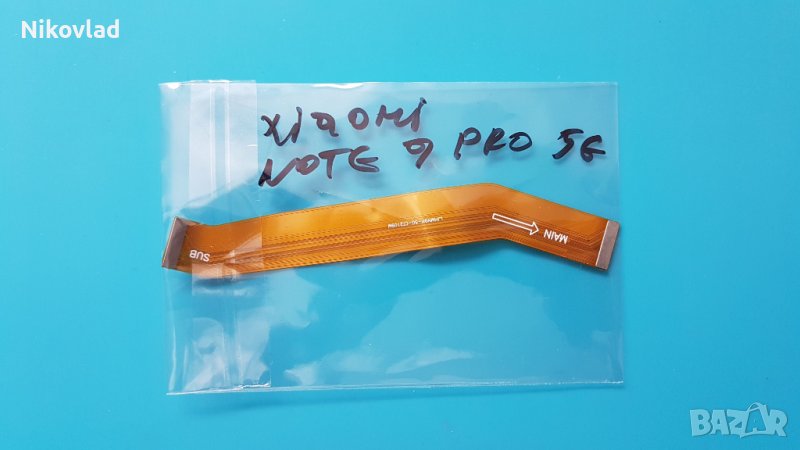 Nikovlad
xiaomi
NOTE 9 PRO 5G
MAIN
SUB
BAZAR